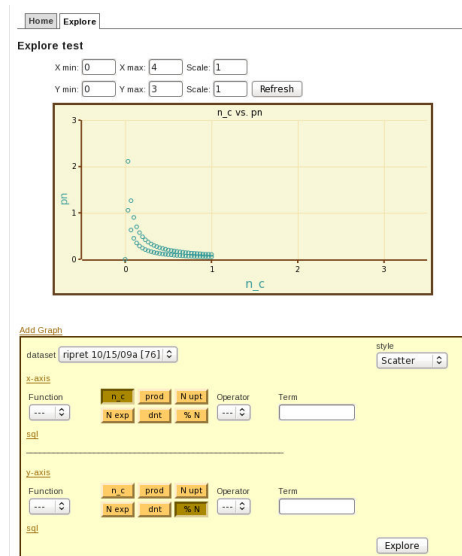 Home Explore
Explore test
X min: 0 X max: 4 Scale: 1
Y min: 0 Y max: 3 Scale: 1 Refresh
n_c vs. pn
3
2
pn
1
0
0 1 2 3
n_c
Add Graph
style
dataset ripret 10/15/09a [76] Scatter
x-axis
Function n_c prod N upt Operator Term
--- N exp dnt % N ---
sql
y-axis
Function n_c prod N upt Operator Term
--- N exp dnt % N ---
sql
Explore